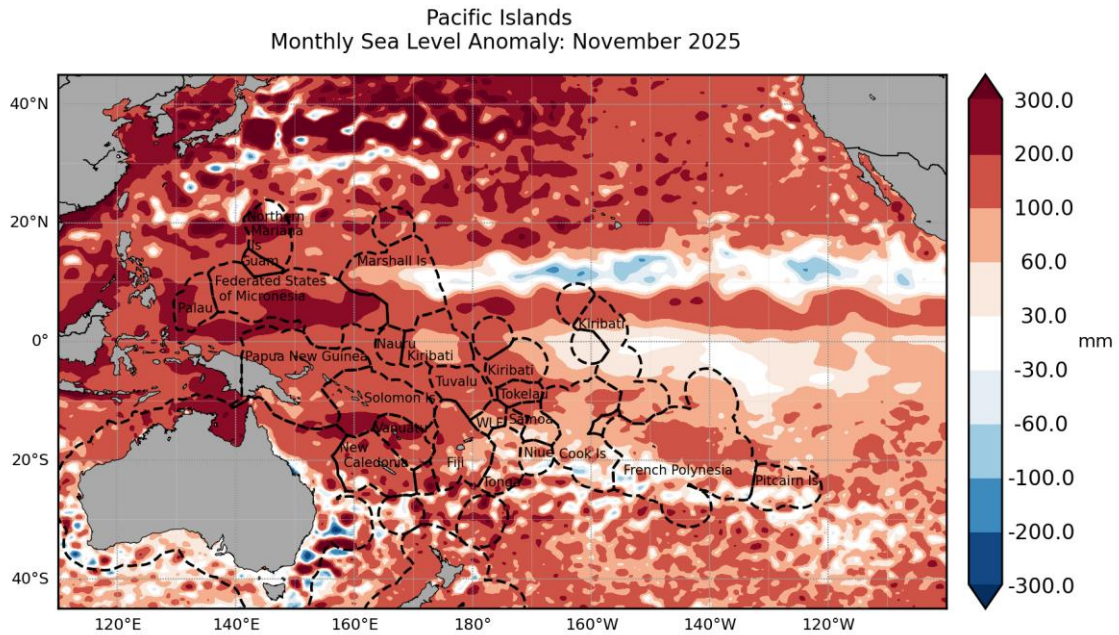 Pacific Islands
Monthly Sea Level Anomaly: November 2025
40°N
20°N
0°
20°S
40°S
Northern
Mariana
Is
Guam
Marshall Is
Federated States
of Micronesia
Palau
Kiribati
Nauru
Papua New Guinea
Kiribati
Kiribati
Tuvalu
Solomon Is
Tokelau
Vanuatu
WLF
Samoa
New
Caledonia
Fiji
Niue
Cook Is
French Polynesia
Tonga
Pitcairn Is
120°E
140°E
160°E
180°
160°W
140°W
120°W
300.0
200.0
100.0
60.0
30.0
-30.0
-60.0
-100.0
-200.0
-300.0
mm